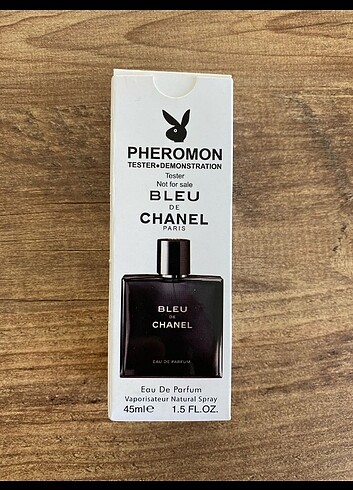 PHEROMON
TESTER•DEMONSTRATION
Tester
Not for sale
BLEU
DE
CHANEL
PARIS
BLEU
DE
CHANEL
EAU DE PARFUM
Eau De Parfum
Vaporisateur Natural Spray
45ml℮ 1.5 FL.OZ.